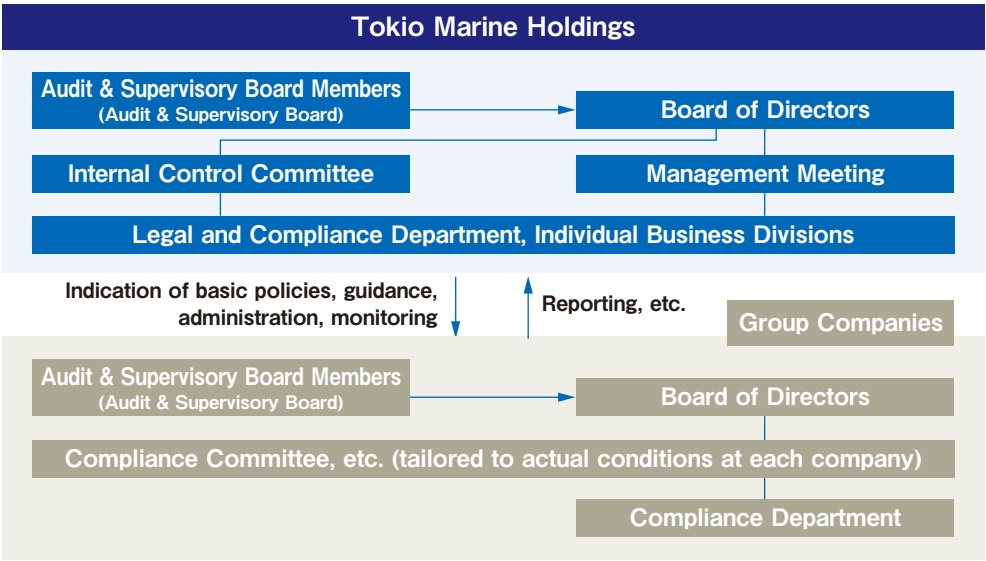 Tokio Marine Holdings
Audit & Supervisory Board Members
(Audit & Supervisory Board)
Board of Directors
Internal Control Committee
Management Meeting
Legal and Compliance Department, Individual Business Divisions
Indication of basic policies, guidance,
administration, monitoring
Reporting, etc.
Group Companies
Audit & Supervisory Board Members
(Audit & Supervisory Board)
Board of Directors
Compliance Committee, etc. (tailored to actual conditions at each company)
Compliance Department